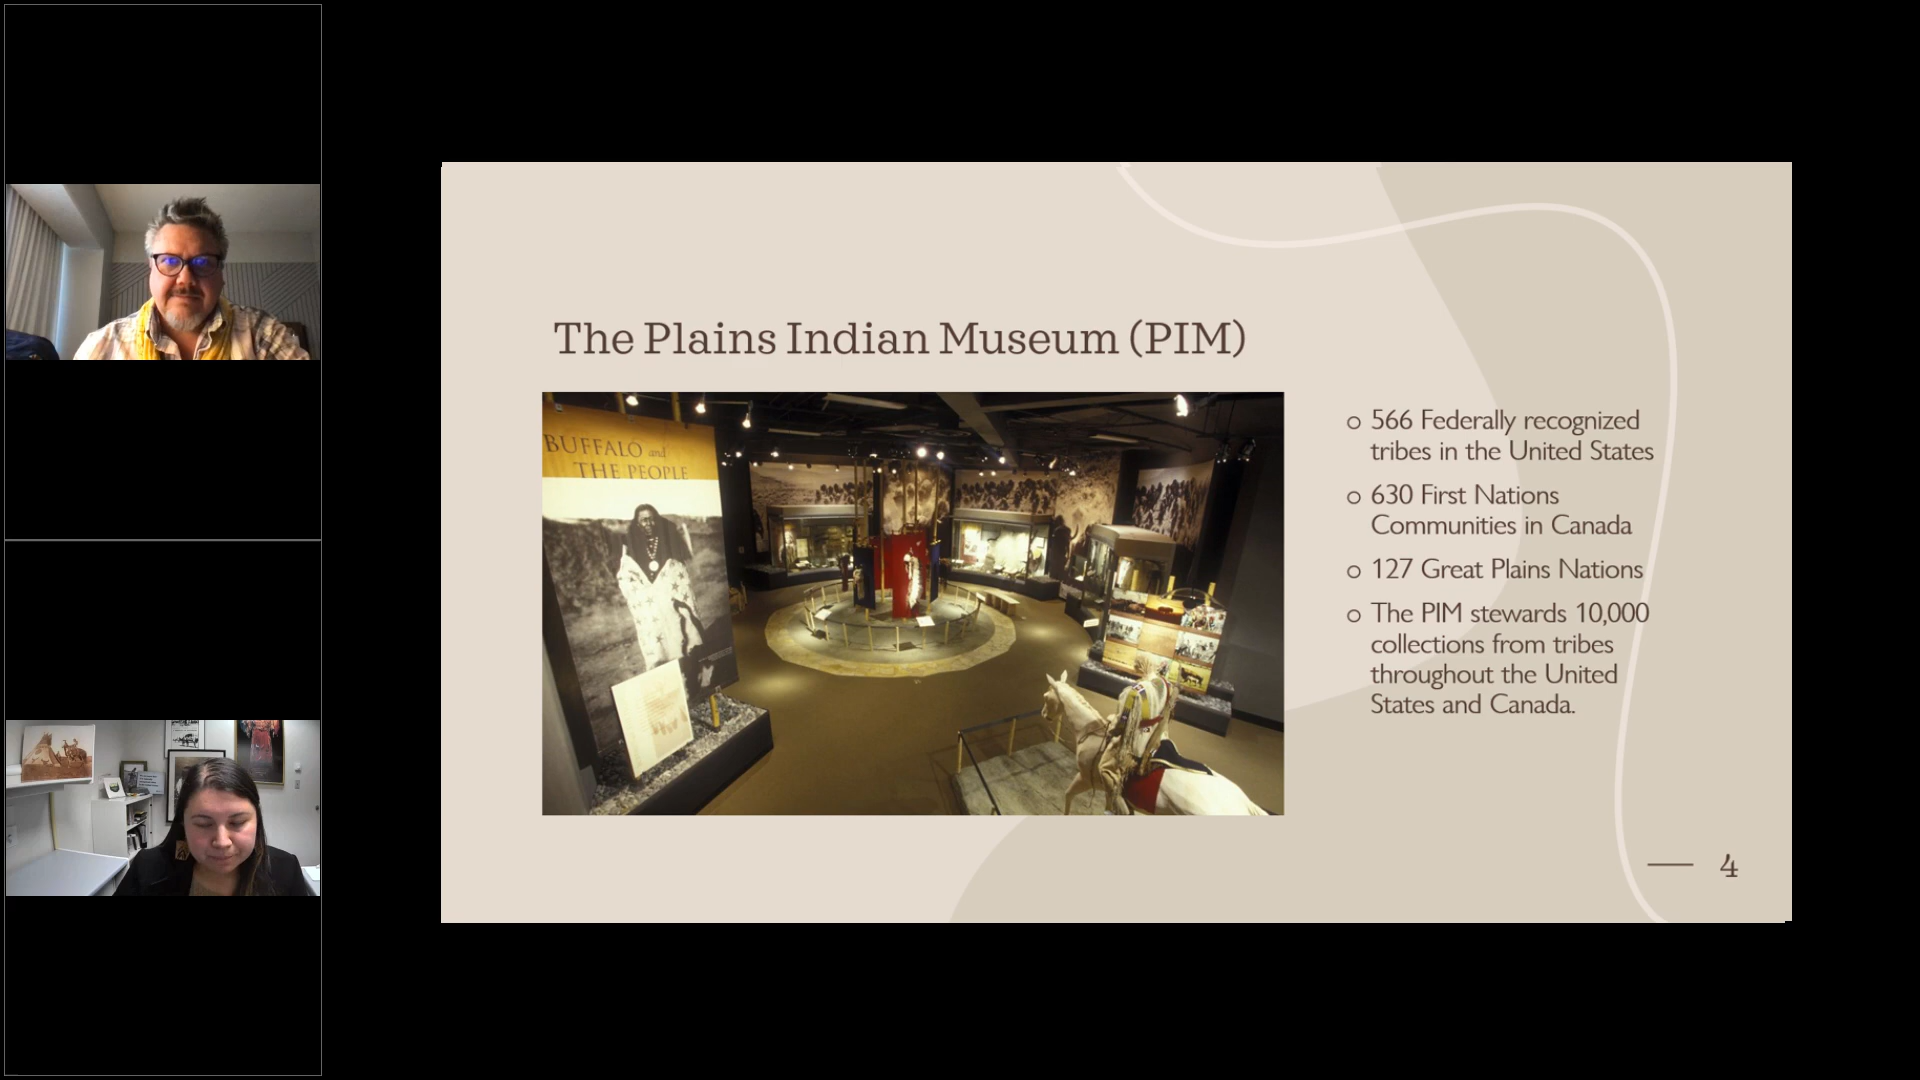 The Plains Indian Museum (PIM)
BUFFALO and
THE PEOPLE
o 566 Federally recognized
tribes in the United States
o 630 First Nations
Communities in Canada
o 127 Great Plains Nations
o The PIM stewards 10,000
collections from tribes
throughout the United
States and Canada.
4